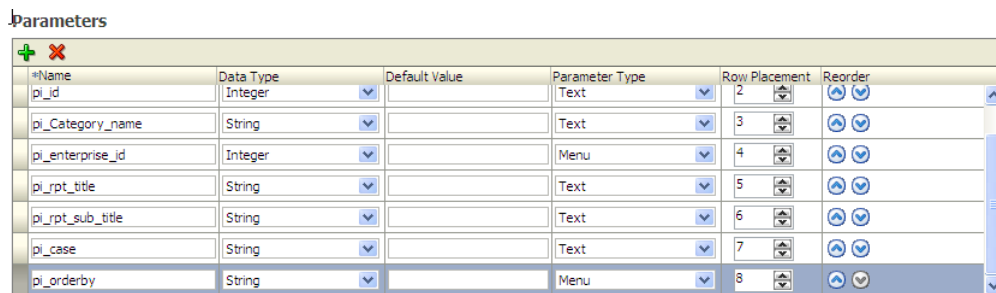 Parameters
*Name Data Type Default Value Parameter Type Row Placement Reorder
pi_id Integer Text 2
pi_Category_name String Text 3
pi_enterprise_id Integer Menu 4
pi_rpt_title String Text 5
pi_rpt_sub_title String Text 6
pi_case String Text 7
pi_orderby String Menu 8